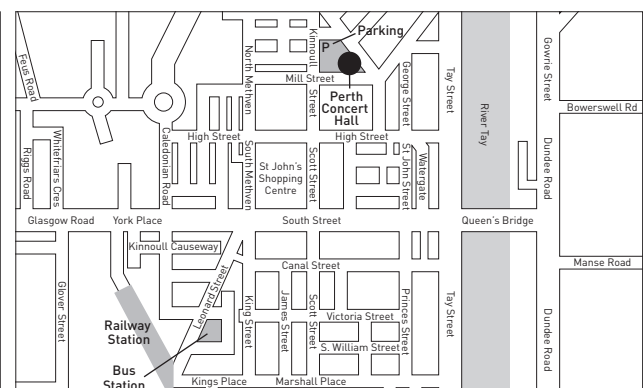 Parking
P
Kinnoull
Street
Mill Street
North Methven
George Street
Tay Street
River Tay
Gowrie Street
Feus Road
Perth
Concert
Hall
Bowerswell Rd
High Street
High Street
Whitefriars Cres
Riggs Road
Caledonian Road
South Methven
St John's
Shopping
Centre
Scott Street
St John Street
Watergate
Dundee Road
Glasgow Road
York Place
South Street
Queen's Bridge
Kinnoull Causeway
Canal Street
Manse Road
Glover Street
Leonard Street
King Street
James Street
Scott Street
Victoria Street
Princes Street
Tay Street
Dundee Road
S. William Street
Railway
Station
Bus
Station
Kings Place
Marshall Place